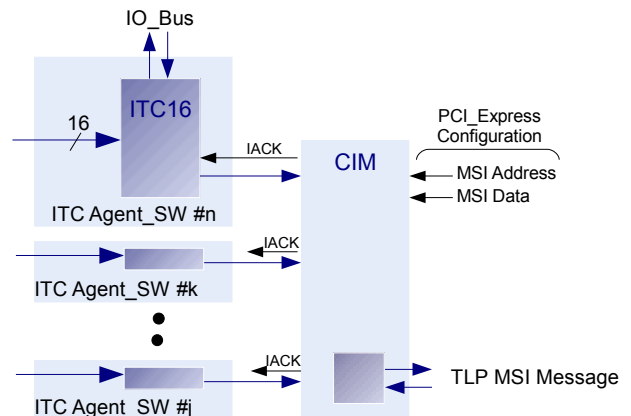 IO_Bus
ITC16
16
IACK
PCI_Express
Configuration
CIM
MSI Address
MSI Data
ITC Agent_SW #n
IACK
ITC Agent_SW #k
IACK
TLP MSI Message
ITC Agent_SW #j